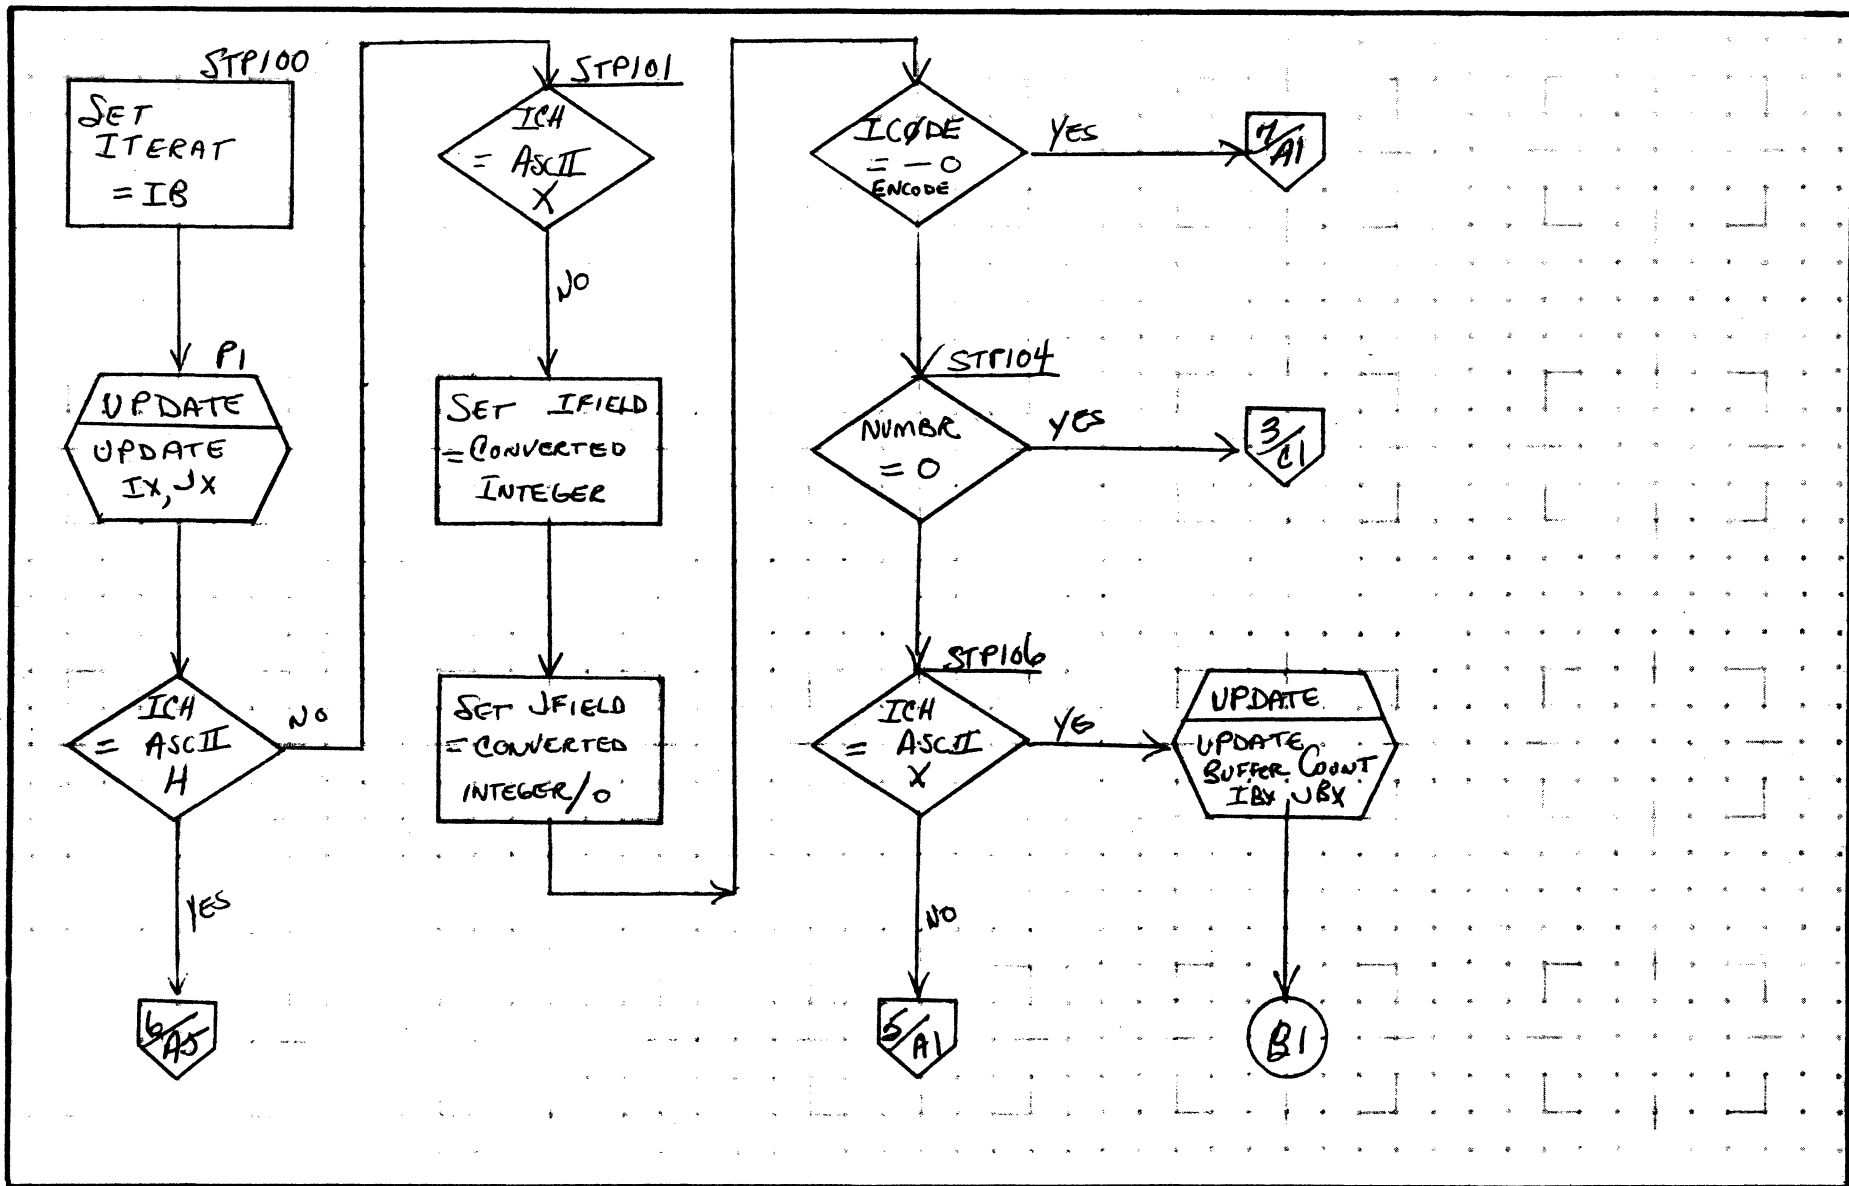 STP100
SET
ITERAT
= IB
P1
UPDATE
UPDATE
IX, JX
ICH
= ASCII
H
NO
YES
6/A5
STP101
ICH
= ASCII
X
NO
SET IFIELD
= CONVERTED
INTEGER
SET JFIELD
= CONVERTED
INTEGER/0
ICØDE
= -0
ENCODE
YES
7/A1
STP104
NUMBR
= 0
YES
3/C1
STP106
ICH
= ASCII
X
YES
NO
5/A1
UPDATE
UPDATE
BUFFER COUNT
IBX JBX
B1